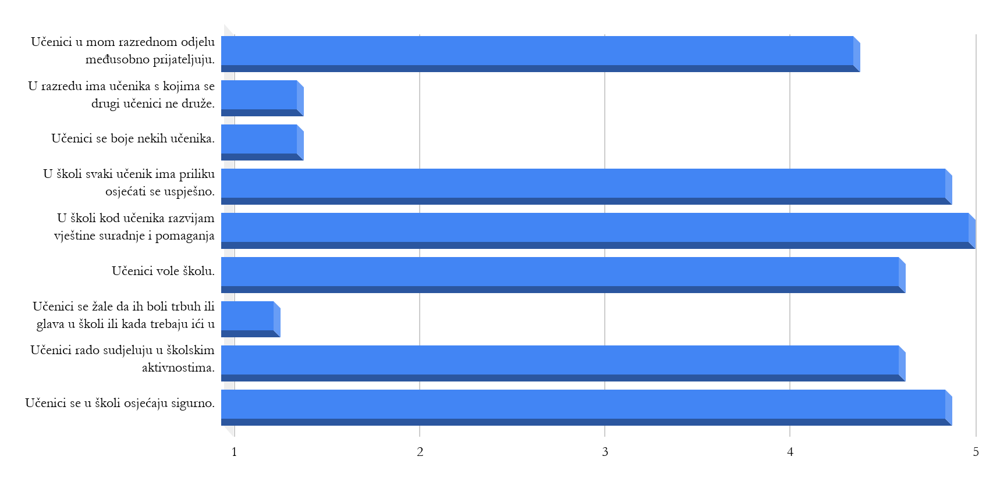 Učenici u mom razrednom odjelu
međusobno prijateljuju.
U razredu ima učenika s kojima se
drugi učenici ne druže.
Učenici se boje nekih učenika.
U školi svaki učenik ima priliku
osjećati se uspješno.
U školi kod učenika razvijam
vještine suradnje i pomaganja
Učenici vole školu.
Učenici se žale da ih boli trbuh ili
glava u školi ili kada trebaju ići u
Učenici rado sudjeluju u školskim
aktivnostima.
Učenici se u školi osjećaju sigurno.
1 2 3 4 5